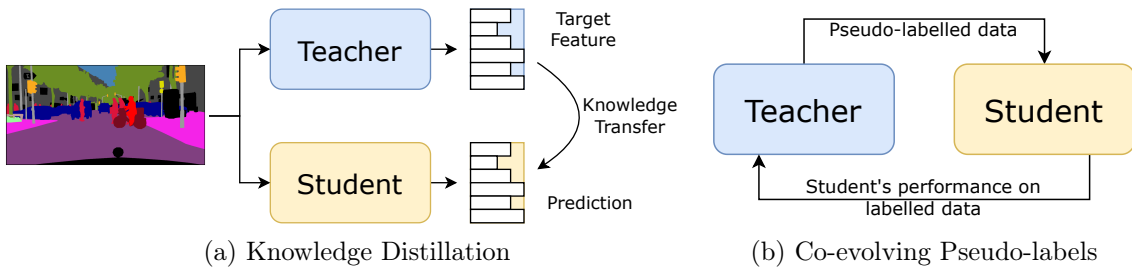 Teacher
Target
Feature
Knowledge
Transfer
Student
Prediction
(a) Knowledge Distillation
Pseudo-labelled data
Teacher
Student
Student's performance on
labelled data
(b) Co-evolving Pseudo-labels